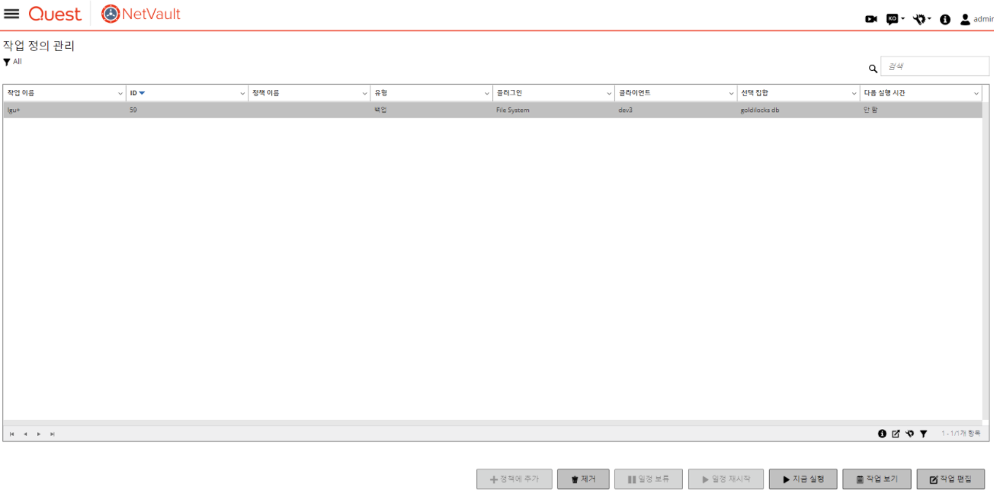 Quest NetVault
KO admin
작업 정의 관리
All
검색
작업 이름 ID 정책 이름 유형 플러그인 클라이언트 선택 집합 다음 실행 시간
lgu+ 59 백업 File System dev3 goldilocks db 안 함
1 - 1/1개 항목
정책에 추가 제거 일정 보류 일정 재시작 지금 실행 작업 보기 작업 편집